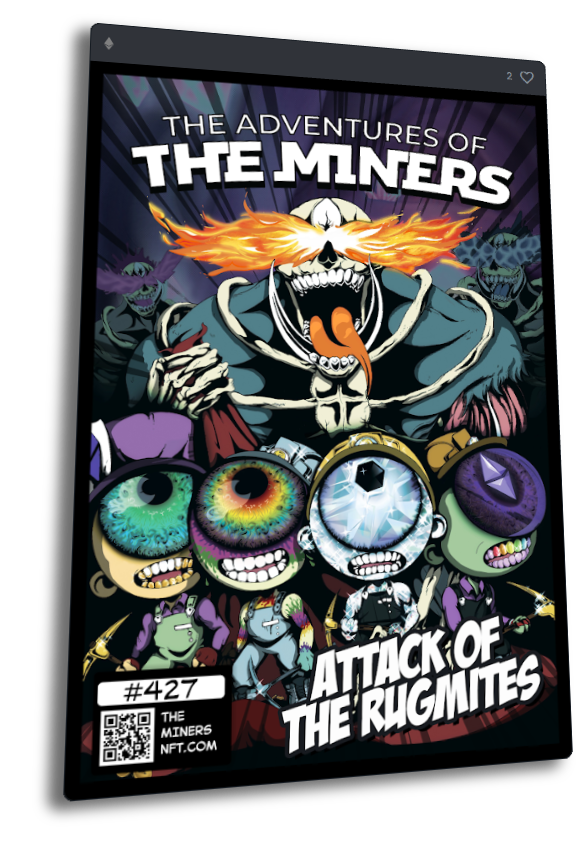 2
THE ADVENTURES OF
THE MINERS
ATTACK OF
THE RUGMITES
#427
THE
MINERS
NFT.COM